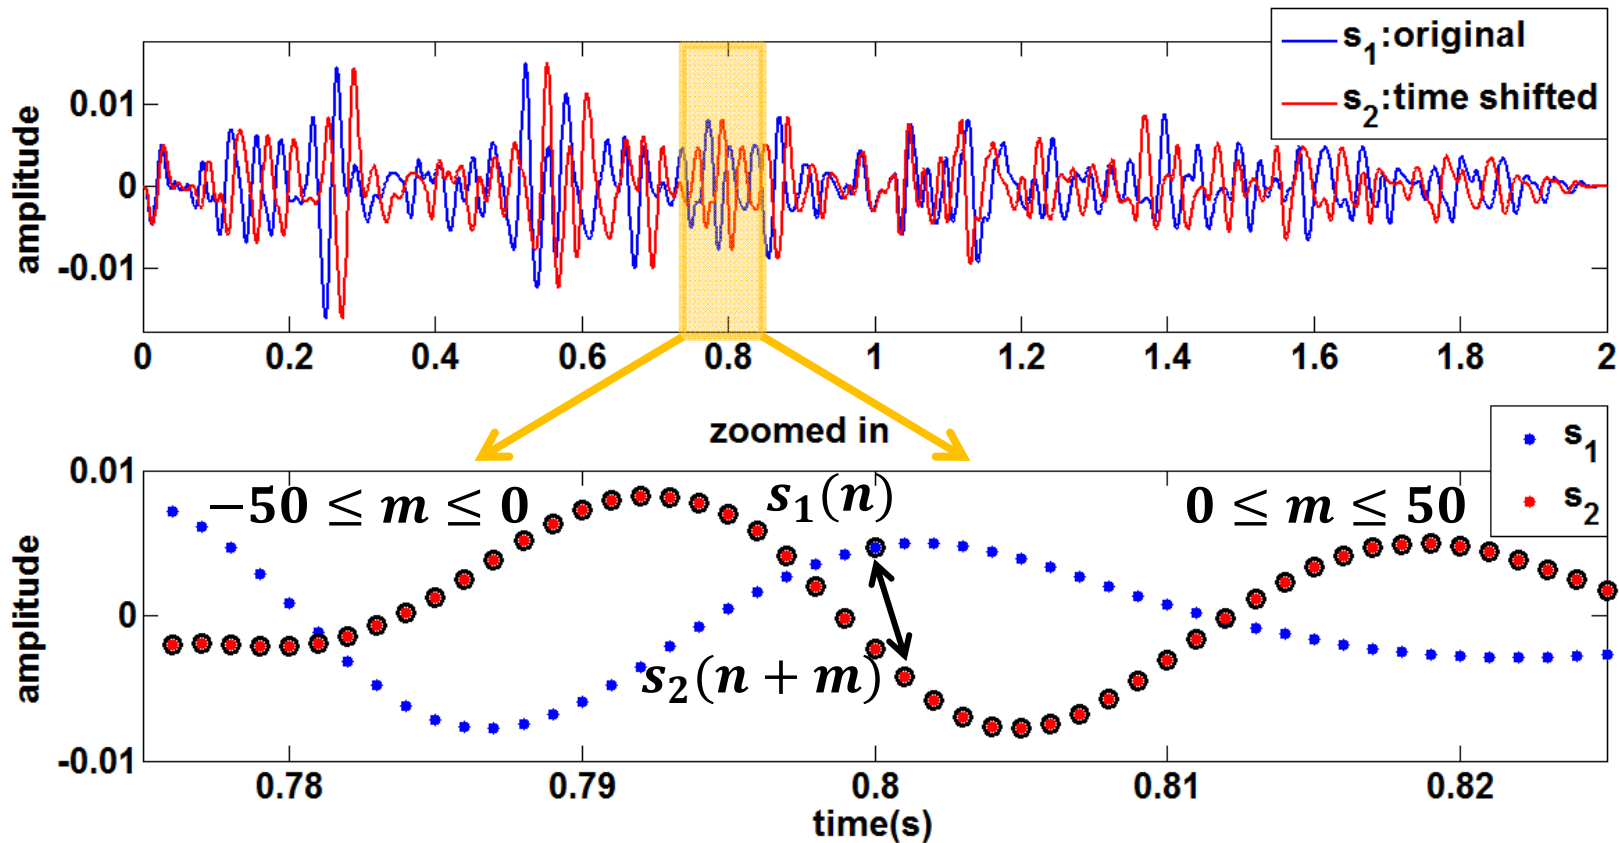 s1:original
s2:time shifted
amplitude
0.01
0
-0.01
0 0.2 0.4 0.6 0.8 1 1.2 1.4 1.6 1.8 2
zoomed in
s1
s2
amplitude
0.01
0
-0.01
−50 ≤ m ≤ 0
s1(n)
0 ≤ m ≤ 50
s2(n + m)
0.78 0.79 0.8 0.81 0.82
time(s)